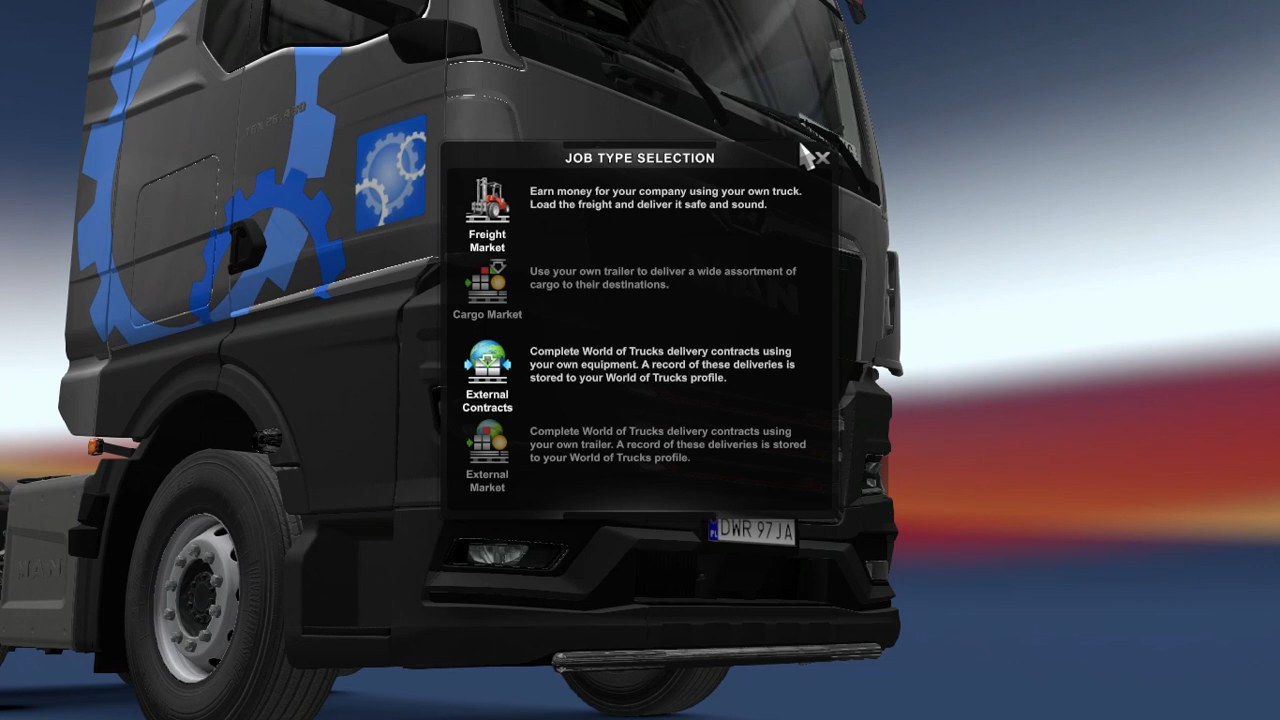 JOB TYPE SELECTION
Earn money for your company using your own truck.
Load the freight and deliver it safe and sound.
Freight
Market
Use your own trailer to deliver a wide assortment of
cargo to their destinations.
Cargo Market
Complete World of Trucks delivery contracts using
your own equipment. A record of these deliveries is
stored to your World of Trucks profile.
External
Contracts
Complete World of Trucks delivery contracts using
your own trailer. A record of these deliveries is stored
to your World of Trucks profile.
External
Market
MAN
PL DWR 97JA
MAN